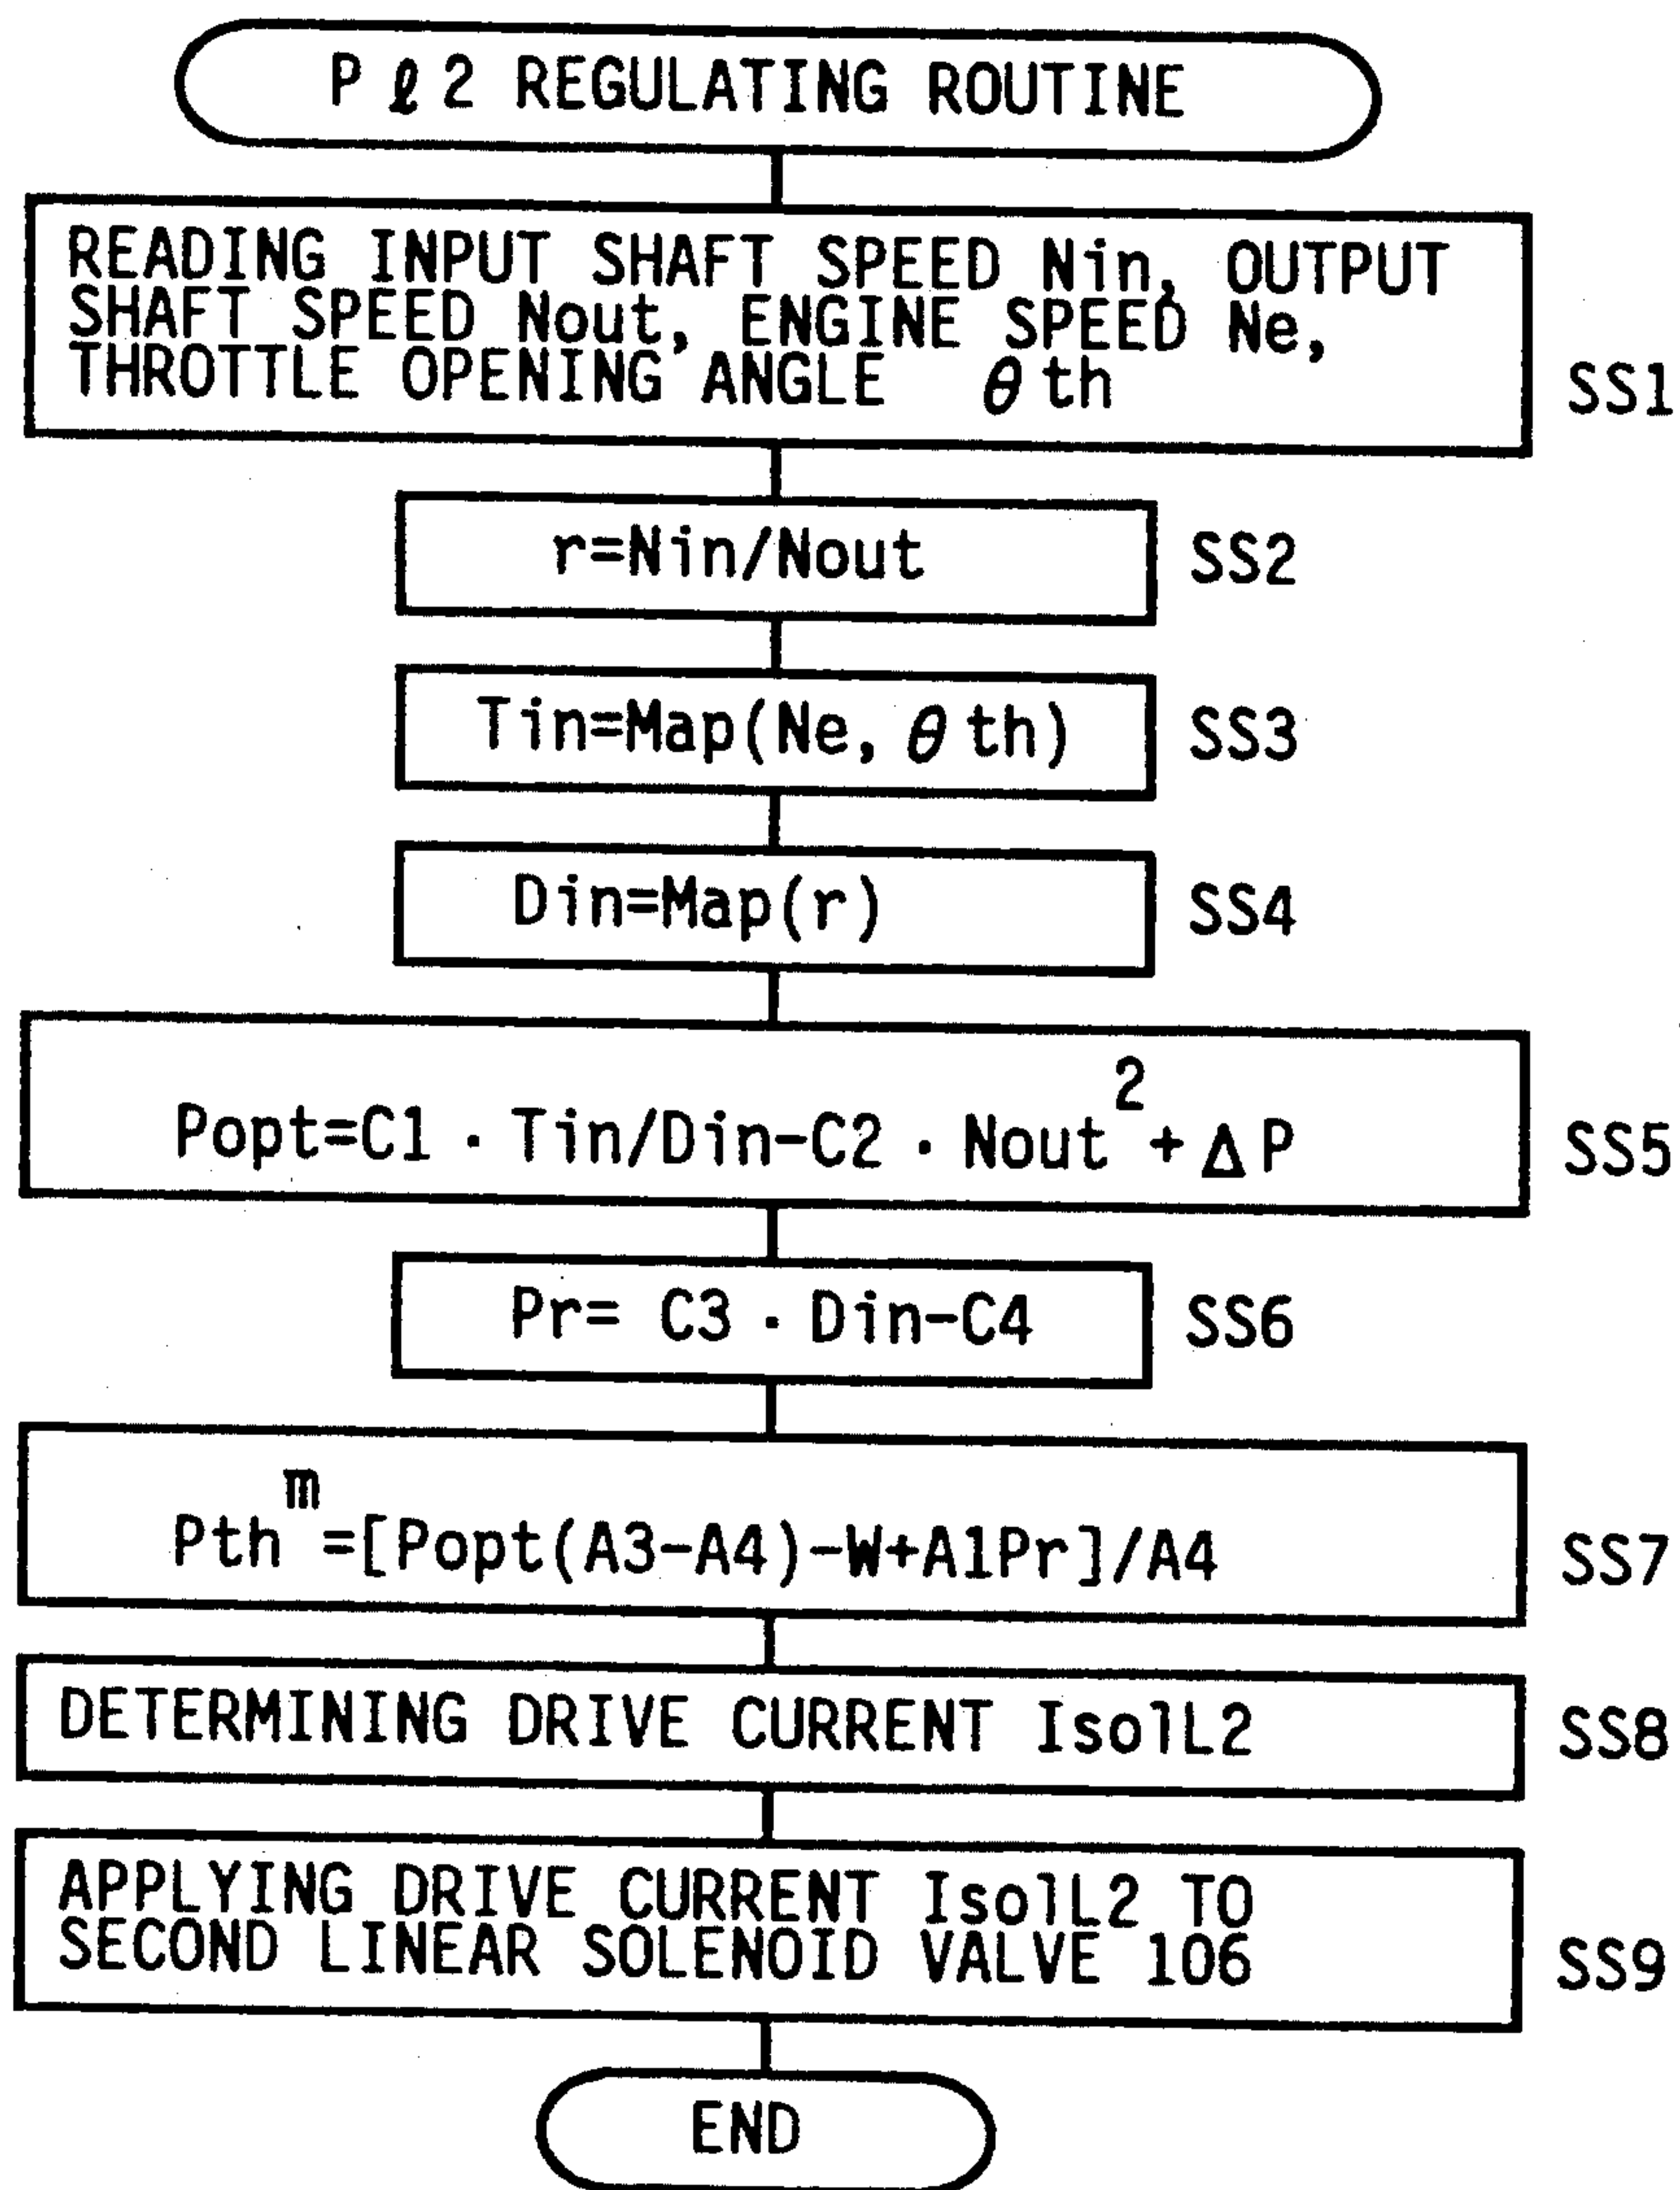 P ℓ 2 REGULATING ROUTINE
READING INPUT SHAFT SPEED Nin, OUTPUT
SHAFT SPEED Nout, ENGINE SPEED Ne,
THROTTLE OPENING ANGLE θ th
SS1
r=Nin/Nout
SS2
Tin=Map(Ne, θ th)
SS3
Din=Map(r)
SS4
Popt=C1 · Tin/Din-C2 · Nout² + Δ P
SS5
Pr= C3 · Din-C4
SS6
Pthᵐ=[Popt(A3-A4)-W+A1Pr]/A4
SS7
DETERMINING DRIVE CURRENT IsolL2
SS8
APPLYING DRIVE CURRENT IsolL2 TO
SECOND LINEAR SOLENOID VALVE 106
SS9
END